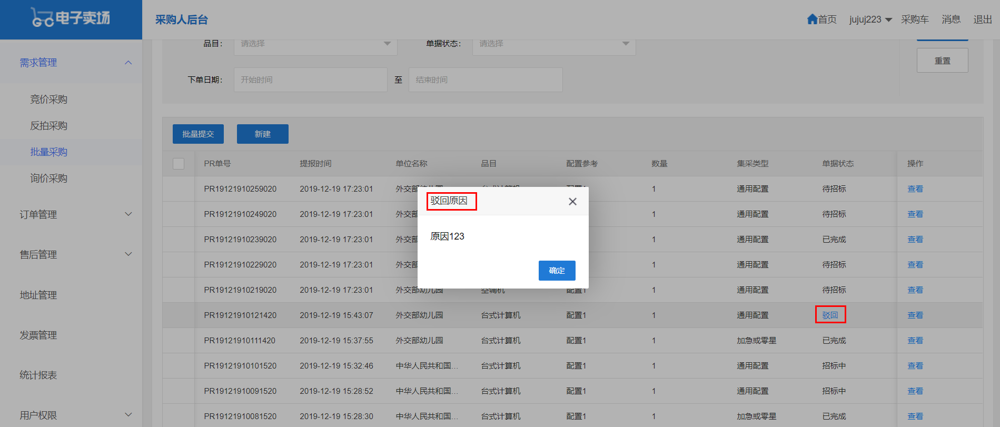 电子卖场
采购人后台
首页 jujuj223 采购车 消息 退出
需求管理
竞价采购
反拍采购
批量采购
询价采购
订单管理
售后管理
地址管理
发票管理
统计报表
用户权限
品目： 请选择 单据状态： 请选择
重置
下单日期： 开始时间 至 结束时间
批量提交 新建
PR单号 提报时间 单位名称 品目 配置参考 数量 集采类型 单据状态 操作
PR19121910259020 2019-12-19 17:23:01 外交部幼儿园 1 通用配置 待招标 查看
PR19121910249020 2019-12-19 17:23:01 外交部 1 通用配置 待招标 查看
PR19121910239020 2019-12-19 17:23:01 外交部 1 通用配置 已完成 查看
PR19121910229020 2019-12-19 17:23:01 外交部 1 通用配置 待招标 查看
PR19121910219020 2019-12-19 17:23:01 外交部幼儿园 空调机 配置1 1 通用配置 待招标 查看
PR19121910121420 2019-12-19 15:43:07 外交部幼儿园 台式计算机 配置1 1 通用配置 驳回 查看
PR19121910111420 2019-12-19 15:37:55 外交部幼儿园 台式计算机 配置1 1 加急或零星 已完成 查看
PR19121910101520 2019-12-19 15:32:46 中华人民共和国... 台式计算机 配置1 1 通用配置 招标中 查看
PR19121910091520 2019-12-19 15:28:52 中华人民共和国... 台式计算机 配置1 1 通用配置 招标中 查看
PR19121910081520 2019-12-19 15:28:30 中华人民共和国... 台式计算机 配置1 1 加急或零星 已完成 查看
驳回原因
原因123
确定